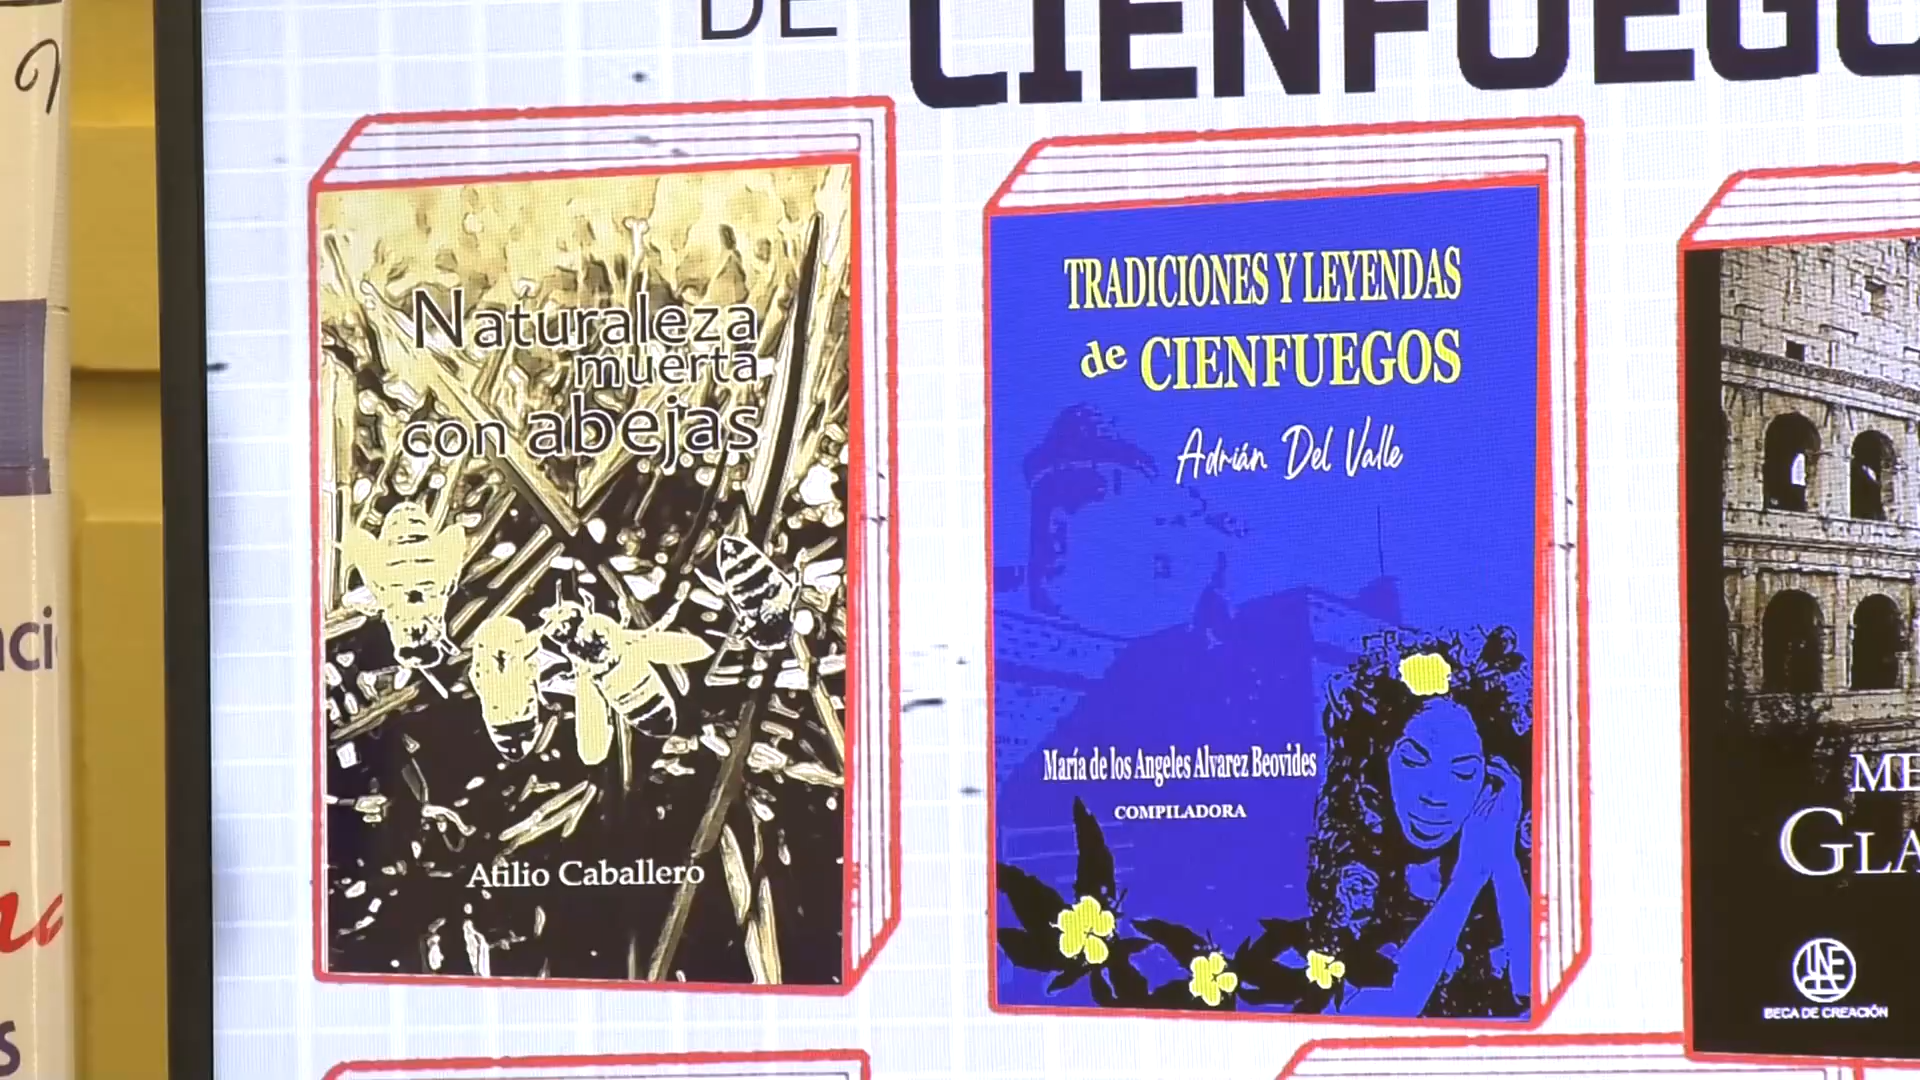 DE CIENFUEGO
Naturaleza
muerta
con abejas
Atilio Caballero
TRADICIONES Y LEYENDAS
de CIENFUEGOS
Adrián Del Valle
María de los Angeles Alvarez Beovides
COMPILADORA
ME
GLA
BECA DE CREACIÓN